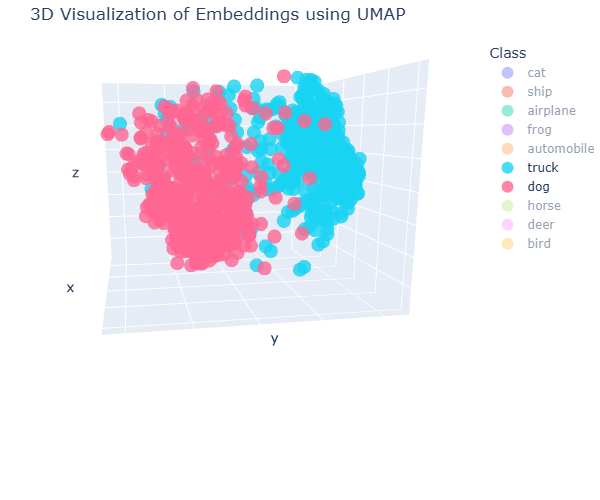 3D Visualization of Embeddings using UMAP
Class
cat
ship
airplane
frog
automobile
truck
dog
horse
deer
bird
z
x
y